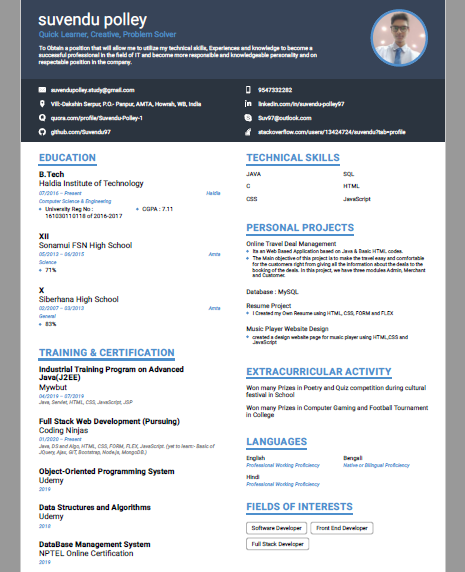 suvendu polley
Quick Learner, Creative, Problem Solver
To Obtain a position that will allow me to utilize my technical skills, Experiences and knowledge to become a
successful professional in the field of IT and become more responsible and knowledgeable personality and on
respectable position in the company.
suvendupolley.study@gmail.com
9547332282
Vill-Dakshin Serpur, P.O.- Panpur, AMTA, Howrah, WB, India
linkedin.com/in/suvendu-polley97
quora.com/profile/Suvendu-Polley-1
Suv97@outlook.com
github.com/Suvendu97
stackoverflow.com/users/13424724/suvendu?tab=profile
EDUCATION
B.Tech
Haldia Institute of Technology
07/2016 – Present
Haldia
Computer Science & Engineering
University Reg No :
161030110118 of 2016-2017
CGPA : 7.11
XII
Sonamui FSN High School
05/2013 – 06/2015
Amta
Science
71%
X
Siberhana High School
02/2007 – 03/2013
Amta
General
83%
TRAINING & CERTIFICATION
Industrial Training Program on Advanced
Java(J2EE)
Mywbut
04/2019 – 07/2019
Java, Servlet, HTML, CSS, JavaScript, JSP
Full Stack Web Development (Pursuing)
Coding Ninjas
01/2020 – Present
Java, DS and Algo, HTML, CSS, FORM, FLEX, JavaScript. (yet to learn:- Basic of
JQuery, Ajax, GIT, Bootstrap, Node.js, MongoDB.)
Object-Oriented Programming System
Udemy
2019
Data Structures and Algorithms
Udemy
2018
DataBase Management System
NPTEL Online Certification
2019
TECHNICAL SKILLS
JAVA
SQL
C
HTML
CSS
JavaScript
PERSONAL PROJECTS
Online Travel Deal Management
Its an Web Based Application based on Java & Basic HTML codes.
The Main objective of this project is to make the travel easy and comfortable
for the customers right from giving all the information about the deals to the
booking of the deals. In this project, we have three modules Admin, Merchant
and Customer.
Database : MySQL
Resume Project
I Created my Own Resume using HTML, CSS, FORM and FLEX
Music Player Website Design
created a design website page for music player using HTML,CSS and
JavaScript
EXTRACURRICULAR ACTIVITY
Won many Prizes in Poetry and Quiz competition during cultural
festival in School
Won many Prizes in Computer Gaming and Football Tournament
in College
LANGUAGES
English
Professional Working Proficiency
Bengali
Native or Bilingual Proficiency
Hindi
Professional Working Proficiency
FIELDS OF INTERESTS
Software Developer
Front End Developer
Full Stack Developer